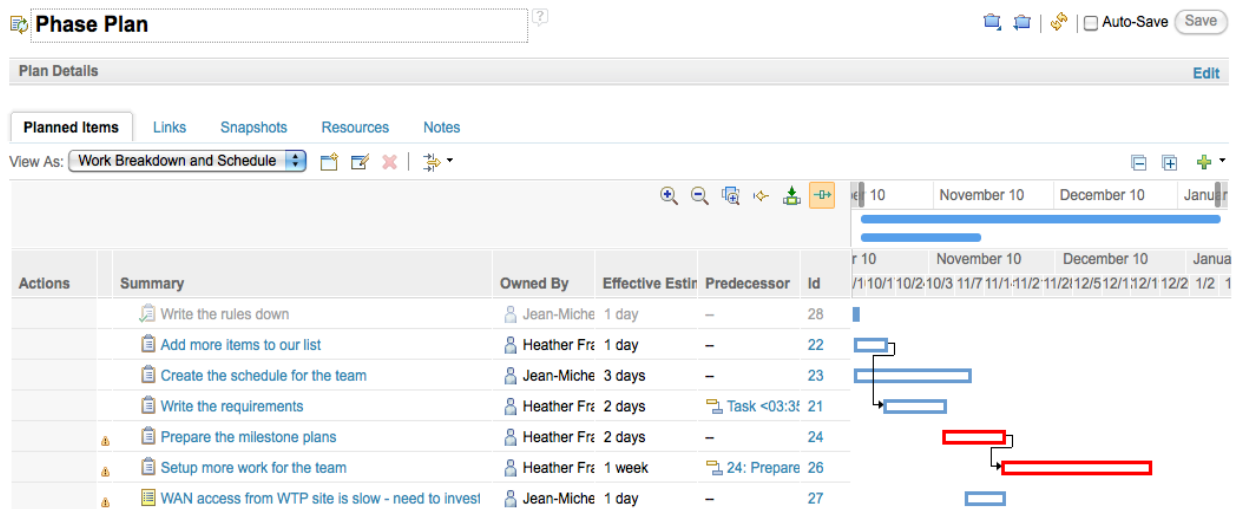 Phase Plan ?
Auto-Save Save
Plan Details Edit
Planned Items Links Snapshots Resources Notes
View As: Work Breakdown and Schedule
10 November 10 December 10 Januar
r 10 November 10 December 10 Janua
Actions Summary Owned By Effective Estim Predecessor Id
Write the rules down Jean-Miche 1 day – 28
Add more items to our list Heather Fra 1 day – 22
Create the schedule for the team Jean-Miche 3 days – 23
Write the requirements Heather Fra 2 days Task <03:35 21
Prepare the milestone plans Heather Fra 2 days – 24
Setup more work for the team Heather Fra 1 week 24: Prepare 26
WAN access from WTP site is slow - need to invest Jean-Miche 1 day – 27